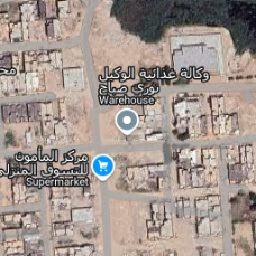 وكالة غذائية الوكيل
نوري صباح
Warehouse
مركز المأمون
للتسوق المنزلي
Supermarket